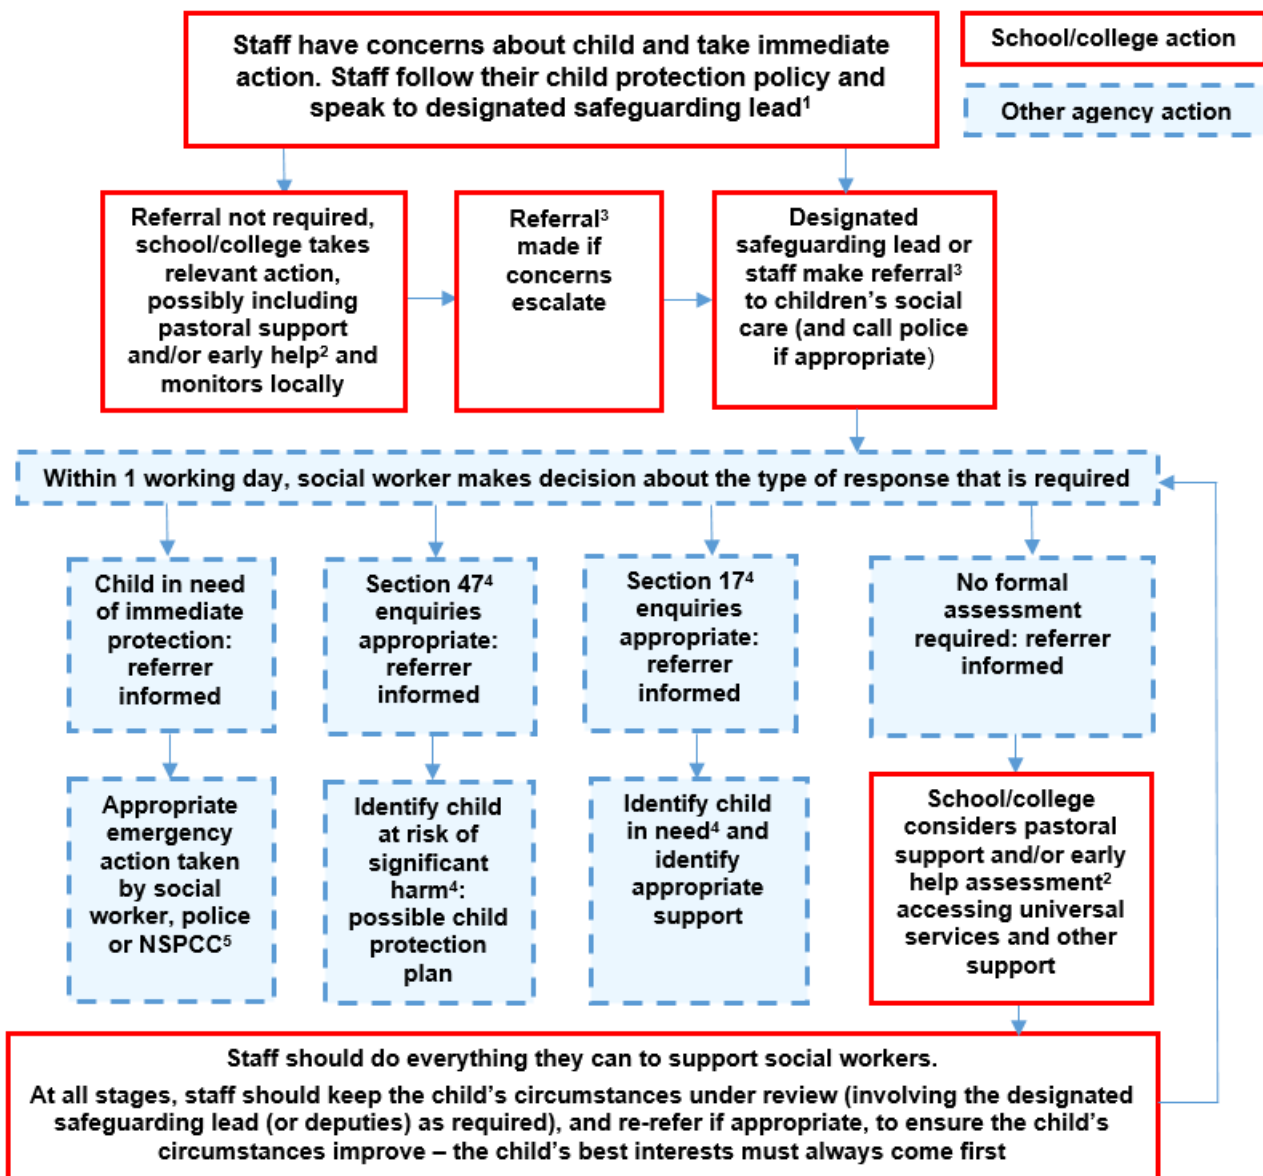 Staff have concerns about child and take immediate
action. Staff follow their child protection policy and
speak to designated safeguarding lead¹
School/college action
Other agency action
Referral not required,
school/college takes
relevant action,
possibly including
pastoral support
and/or early help² and
monitors locally
Referral³
made if
concerns
escalate
Designated
safeguarding lead or
staff make referral³
to children’s social
care (and call police
if appropriate)
Within 1 working day, social worker makes decision about the type of response that is required
Child in need
of immediate
protection:
referrer
informed
Section 47⁴
enquiries
appropriate:
referrer
informed
Section 17⁴
enquiries
appropriate:
referrer
informed
No formal
assessment
required: referrer
informed
Appropriate
emergency
action taken
by social
worker, police
or NSPCC⁵
Identify child
at risk of
significant
harm⁴:
possible child
protection
plan
Identify child
in need⁴ and
identify
appropriate
support
School/college
considers pastoral
support and/or early
help assessment²
accessing universal
services and other
support
Staff should do everything they can to support social workers.
At all stages, staff should keep the child’s circumstances under review (involving the designated
safeguarding lead (or deputies) as required), and re-refer if appropriate, to ensure the child’s
circumstances improve – the child’s best interests must always come first